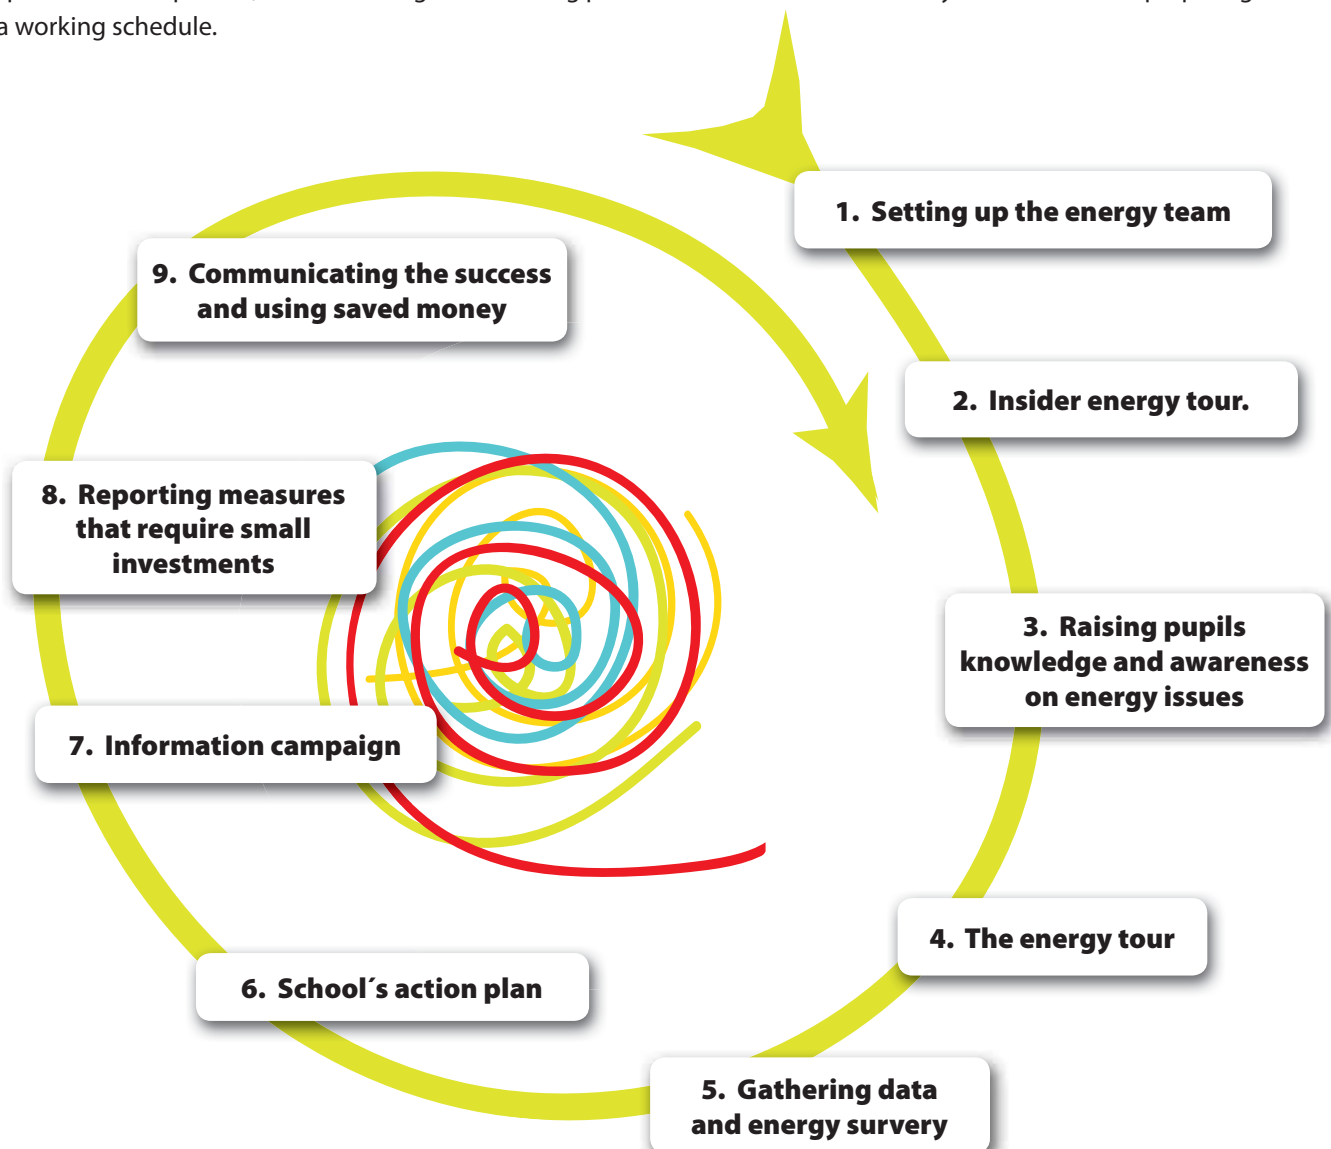 a working schedule.
1. Setting up the energy team
2. Insider energy tour.
3. Raising pupils
knowledge and awareness
on energy issues
4. The energy tour
5. Gathering data
and energy survery
6. School´s action plan
7. Information campaign
8. Reporting measures
that require small
investments
9. Communicating the success
and using saved money